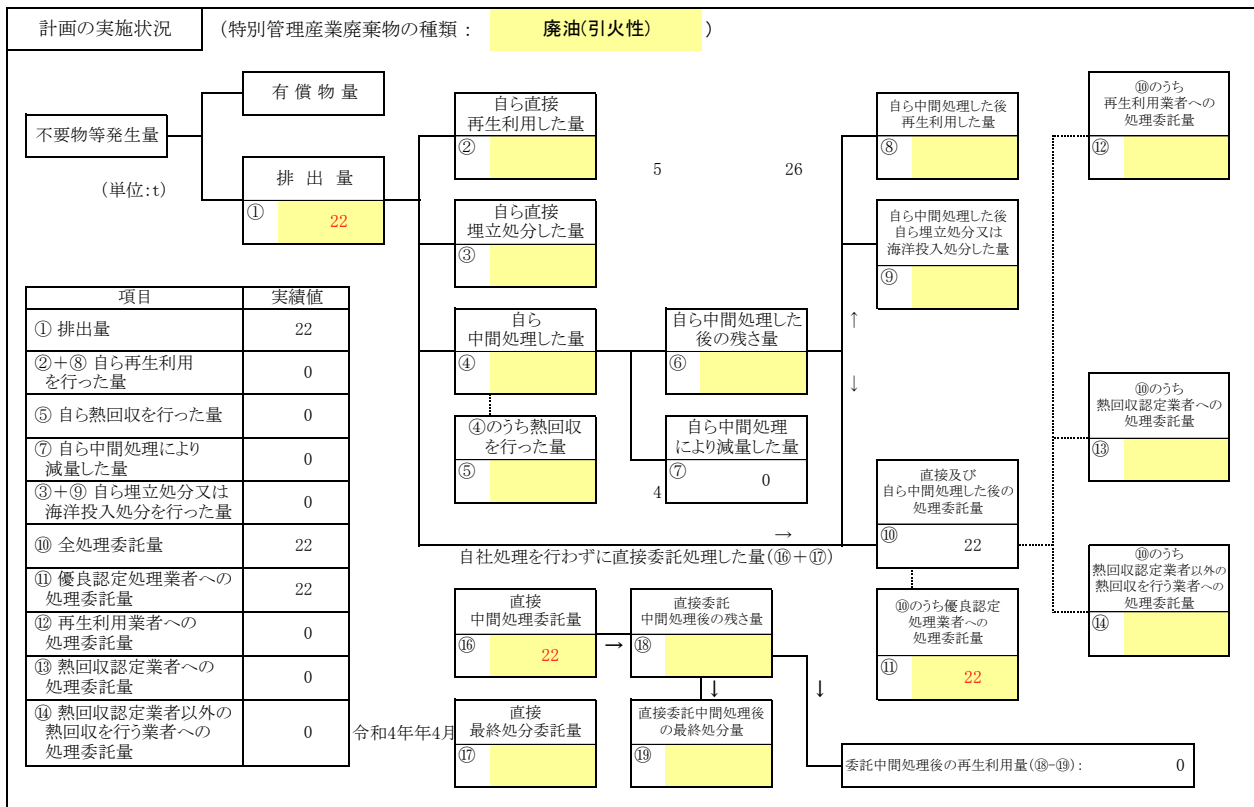 計画の実施状況
(特別管理産業廃棄物の種類：
廃油(引火性)
)
不要物等発生量
(単位:t)
有償物量
排出量
①
22
自ら直接
再生利用した量
②
自ら直接
埋立処分した量
③
自ら
中間処理した量
④
④のうち熱回収
を行った量
⑤
5
26
自ら中間処理した
後の残さ量
⑥
自ら中間処理
により減量した量
⑦
0
4
自ら中間処理した後
再生利用した量
⑧
自ら中間処理した後
自ら埋立処分又は
海洋投入処分した量
⑨
↑
↓
直接及び
自ら中間処理した後の
処理委託量
⑩
22
⑩のうち優良認定
処理業者への
処理委託量
⑪
22
⑩のうち
再生利用業者への
処理委託量
⑫
⑩のうち
熱回収認定業者への
処理委託量
⑬
⑩のうち
熱回収認定業者以外の
熱回収を行う業者への
処理委託量
⑭
→
自社処理を行わずに直接委託処理した量(⑯＋⑰)
直接
中間処理委託量
⑯
22
→
直接委託
中間処理後の残さ量
⑱
↓
↓
直接
最終処分委託量
⑰
直接委託中間処理後
の最終処分量
⑲
委託中間処理後の再生利用量(⑱-⑲)：
0
項目
実績値
① 排出量
22
②＋⑧ 自ら再生利用
を行った量
0
⑤ 自ら熱回収を行った量
0
⑦ 自ら中間処理により
減量した量
0
③＋⑨ 自ら埋立処分又は
海洋投入処分を行った量
0
⑩ 全処理委託量
22
⑪ 優良認定処理業者への
処理委託量
22
⑫ 再生利用業者への
処理委託量
0
⑬ 熱回収認定業者への
処理委託量
0
⑭ 熱回収認定業者以外の
熱回収を行う業者への
処理委託量
0
令和4年年4月